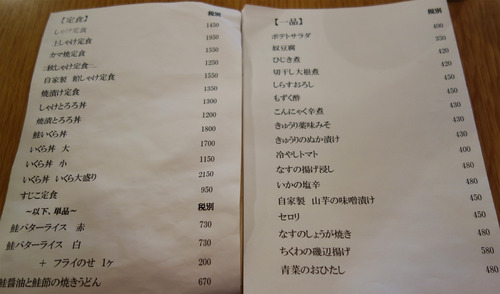 【定食】 税別
しゃけ定食 1450
上しゃけ定食 1950
カマ焼定食 1550
秋しゃけ定食 1250
自家製 粕しゃけ定食 1550
焼漬け定食 1350
しゃけとろろ丼 1300
焼漬とろろ丼 1200
鮭いくら丼 1800
いくら丼 大 1700
いくら丼 小 1150
いくら丼 いくら大盛り 2150
すじこ定食 950
～以下、単品～ 税別
鮭バターライス 赤 730
鮭バターライス 白 730
+ フライのせ 1ヶ 200
鮭醤油と鮭節の焼きうどん 670
【一品】 税別
ポテトサラダ 400
奴豆腐 350
ひじき煮 420
切干し大根煮 420
しらすおろし 450
もずく酢 450
こんにゃく辛煮 430
きゅうり薬味みそ 430
きゅうりのぬか漬け 430
冷やしトマト 400
なすの揚げ浸し 480
いかの塩辛 480
自家製 山芋の味噌漬け 450
セロリ 450
なすのしょうが焼き 480
ちくわの磯辺揚げ 580
青菜のおひたし 480